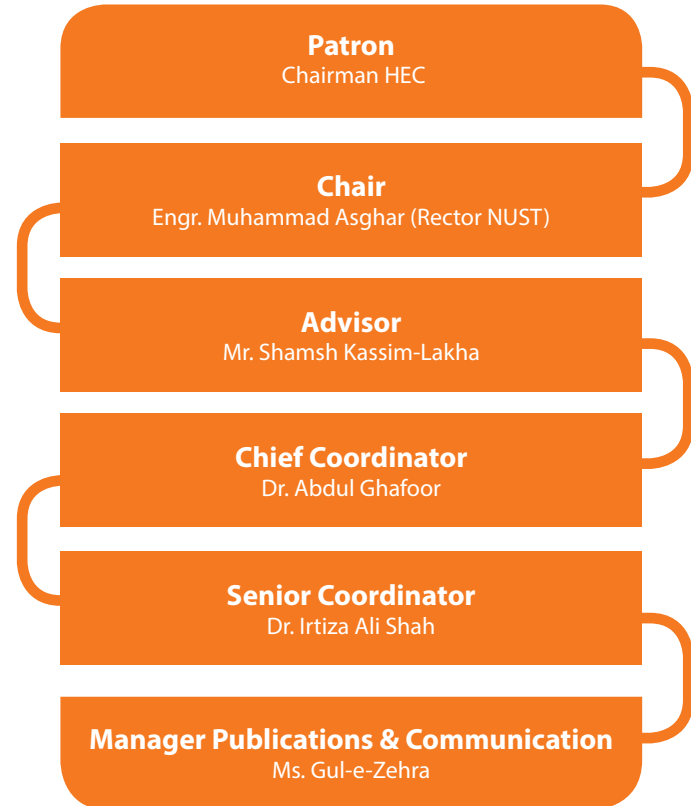 Patron
Chairman HEC
Chair
Engr. Muhammad Asghar (Rector NUST)
Advisor
Mr. Shamsh Kassim-Lakha
Chief Coordinator
Dr. Abdul Ghafoor
Senior Coordinator
Dr. Irtiza Ali Shah
Manager Publications & Communication
Ms. Gul-e-Zehra